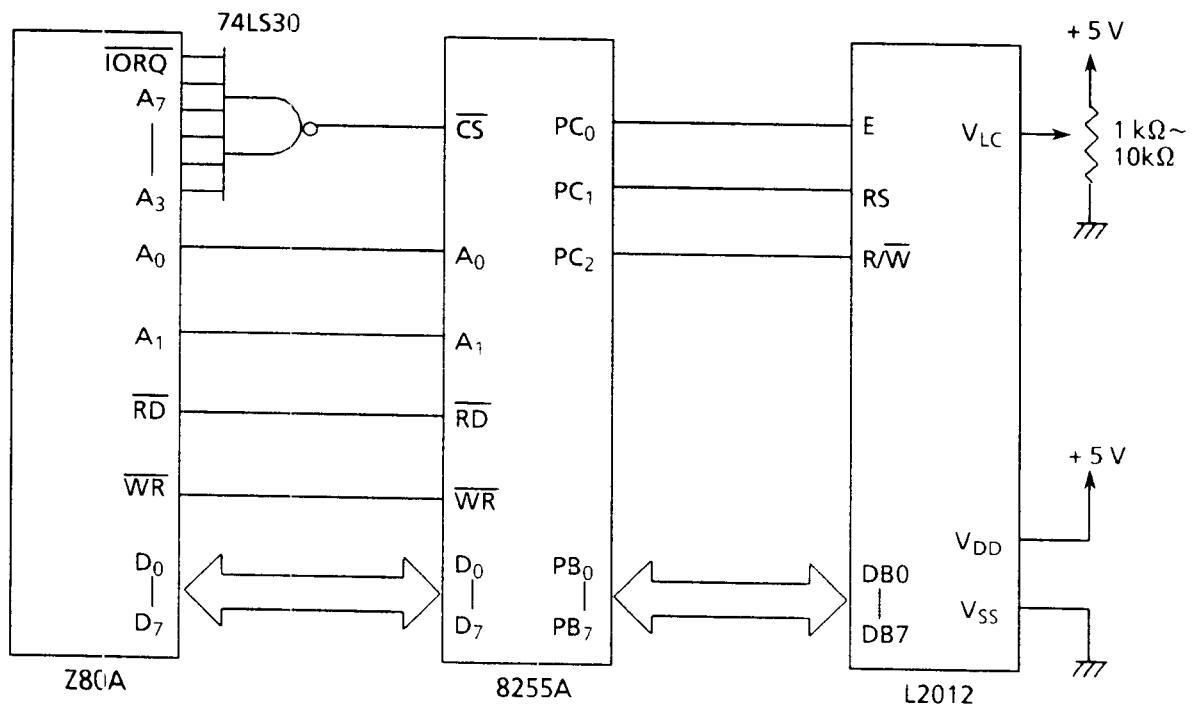 74LS30
IORQ
A7
A3
A0
A1
RD
WR
D0
D7
Z80A
CS
A0
A1
RD
WR
D0
D7
PC0
PC1
PC2
PB0
PB7
8255A
E
RS
R/W
DB0
DB7
VLC
VDD
VSS
L2012
+ 5 V
1 kΩ~
10kΩ
+ 5 V